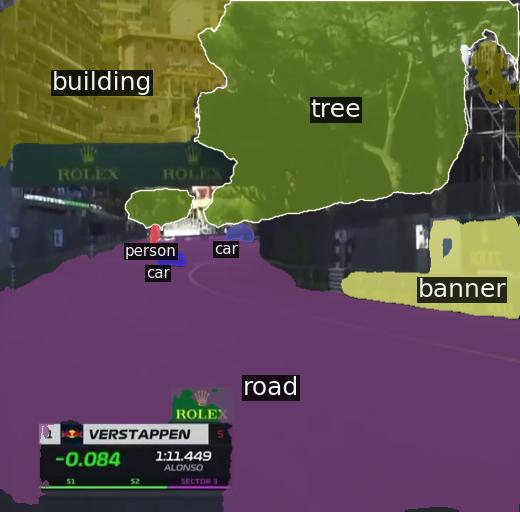 building
tree
ROLEX ROLEX
person
car
car
ROLEX
banner
road
ROLEX
1 VERSTAPPEN S
-0.084 1:11.449
ALONSO
S1 S2 SECTOR 3